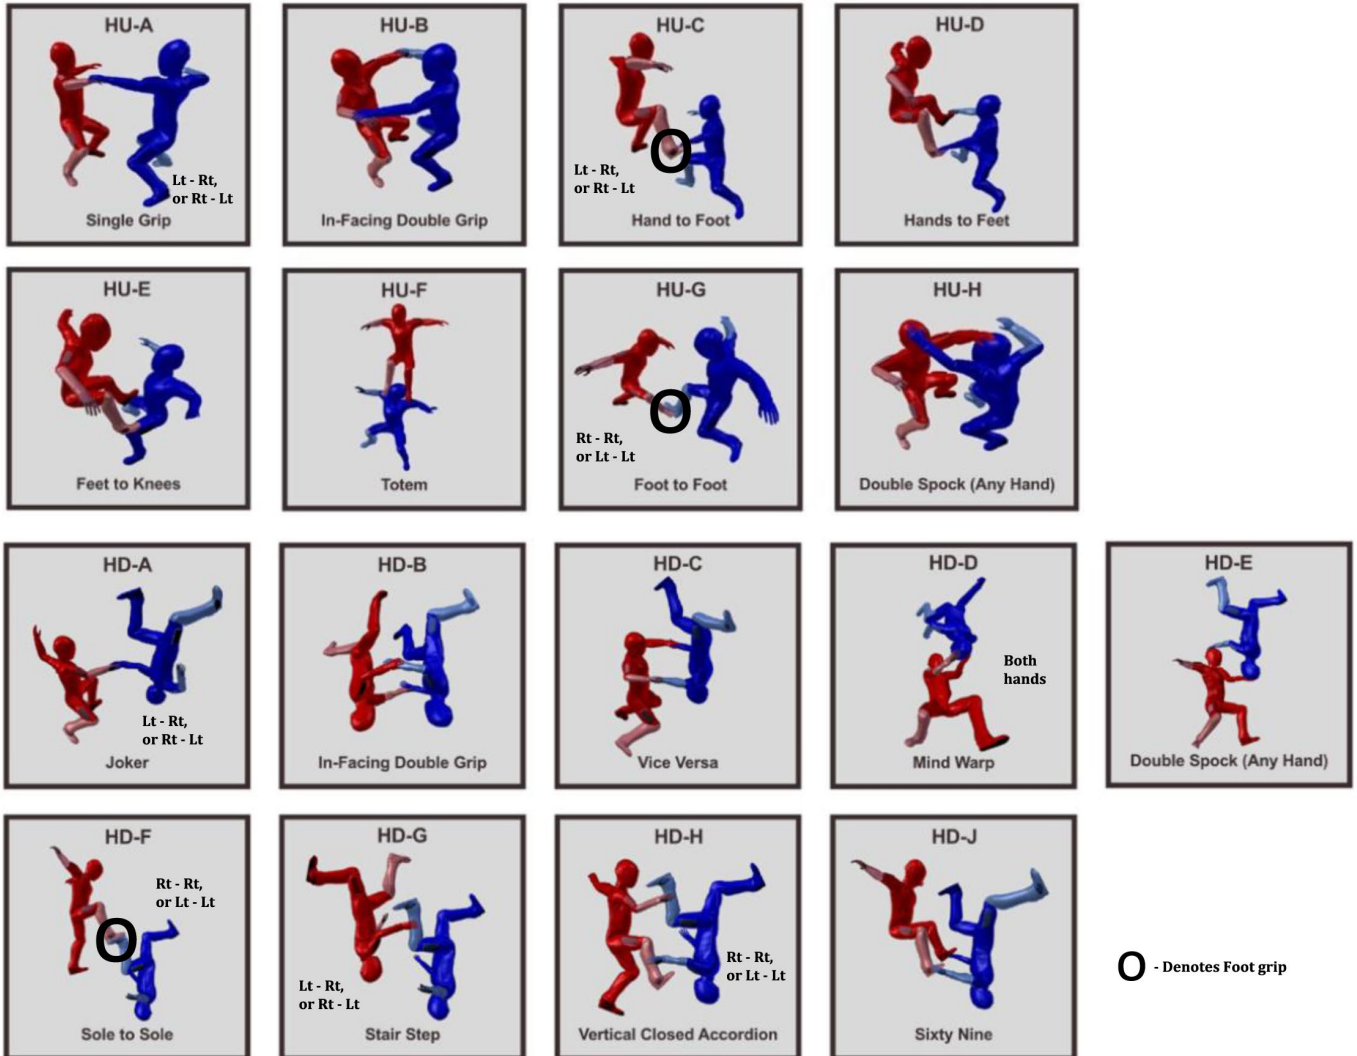 HU-A
Lt - Rt,
or Rt - Lt
Single Grip
HU-B
In-Facing Double Grip
HU-C
O
Lt - Rt,
or Rt - Lt
Hand to Foot
HU-D
Hands to Feet
HU-E
Feet to Knees
HU-F
Totem
HU-G
O
Rt - Rt,
or Lt - Lt
Foot to Foot
HU-H
Double Spock (Any Hand)
HD-A
Lt - Rt,
or Rt - Lt
Joker
HD-B
In-Facing Double Grip
HD-C
Vice Versa
HD-D
Both
hands
Mind Warp
HD-E
Double Spock (Any Hand)
HD-F
Rt - Rt,
or Lt - Lt
O
Sole to Sole
HD-G
Lt - Rt,
or Rt - Lt
Stair Step
HD-H
Rt - Rt,
or Lt - Lt
Vertical Closed Accordion
HD-J
Sixty Nine
O - Denotes Foot grip